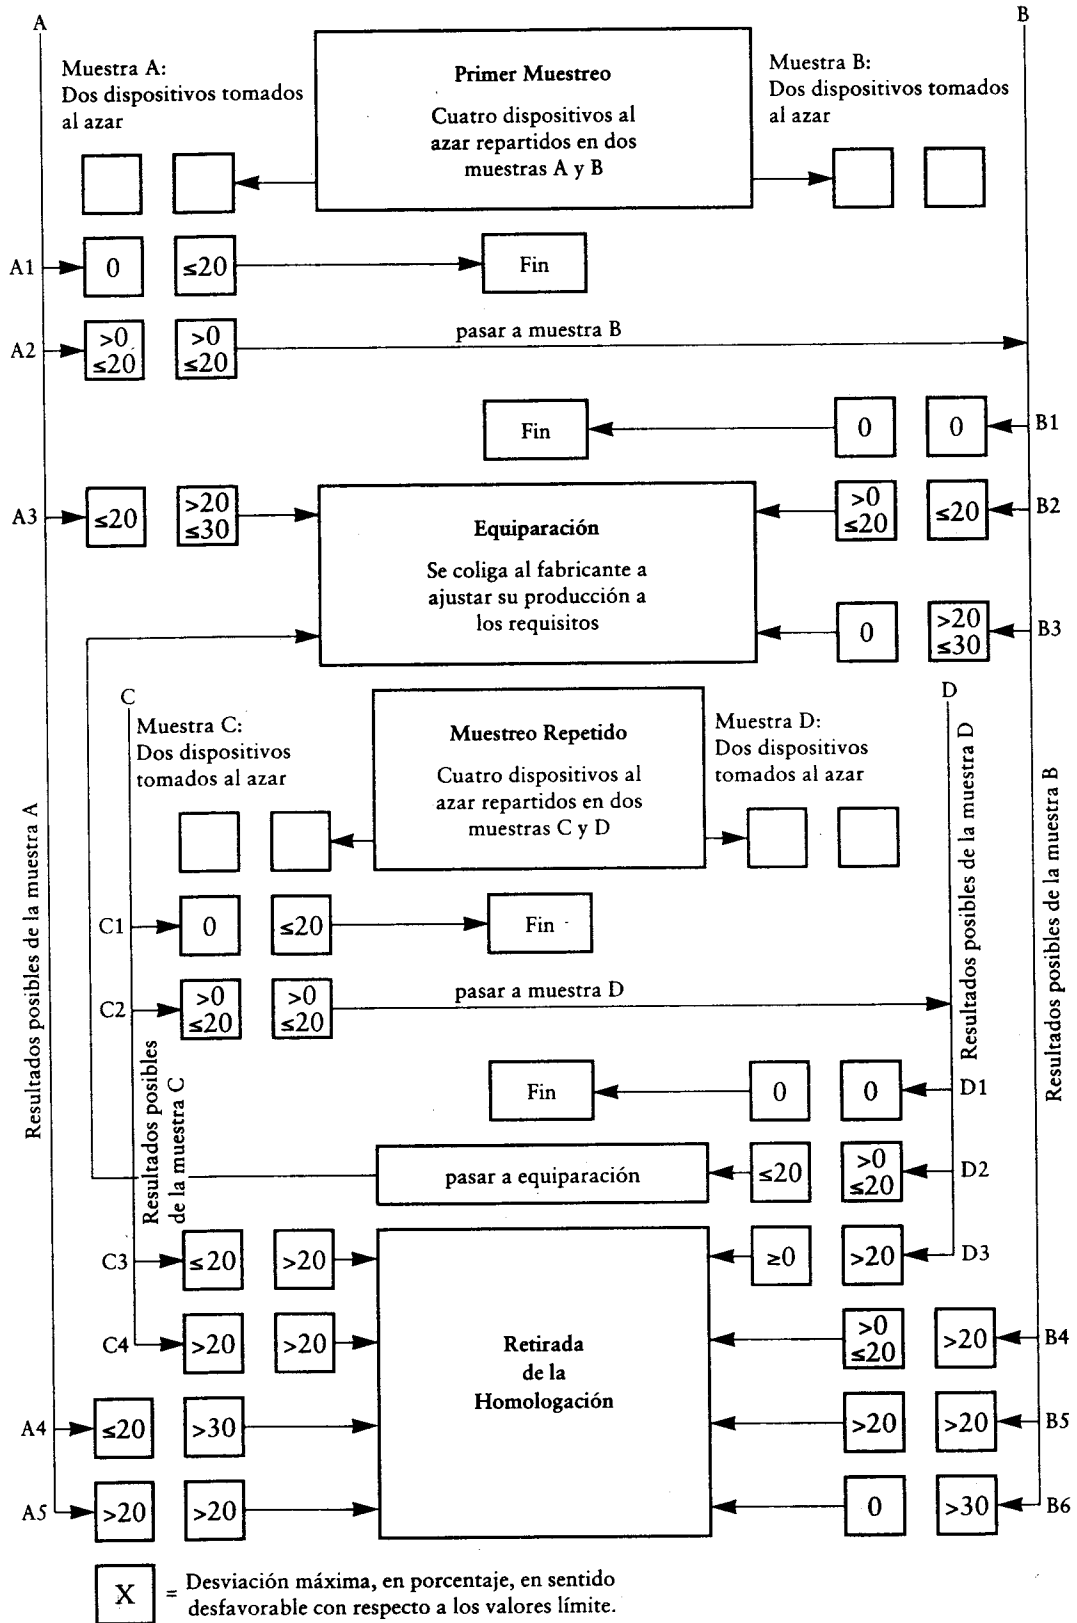 A
B
Muestra A:
Dos dispositivos tomados
al azar
Primer Muestreo
Cuatro dispositivos al
azar repartidos en dos
muestras A y B
Muestra B:
Dos dispositivos tomados
al azar
A1
0
≤20
Fin
A2
>0
≤20
>0
≤20
pasar a muestra B
Fin
0
0
B1
A3
≤20
>20
≤30
Equiparación
Se coliga al fabricante a
ajustar su producción a
los requisitos
>0
≤20
≤20
B2
0
>20
≤30
B3
C
D
Muestra C:
Dos dispositivos
tomados al azar
Muestreo Repetido
Cuatro dispositivos al
azar repartidos en dos
muestras C y D
Muestra D:
Dos dispositivos
tomados al azar
Resultados posibles de la muestra A
Resultados posibles de la muestra D
Resultados posibles de la muestra B
C1
0
≤20
Fin
C2
>0
≤20
>0
≤20
pasar a muestra D
Resultados posibles
de la muestra C
Fin
0
0
D1
pasar a equiparación
≤20
>0
≤20
D2
C3
≤20
>20
Retirada
de la
Homologación
≥0
>20
D3
C4
>20
>20
>0
≤20
>20
B4
A4
≤20
>30
>20
>20
B5
A5
>20
>20
0
>30
B6
X
= Desviación máxima, en porcentaje, en sentido
desfavorable con respecto a los valores límite.